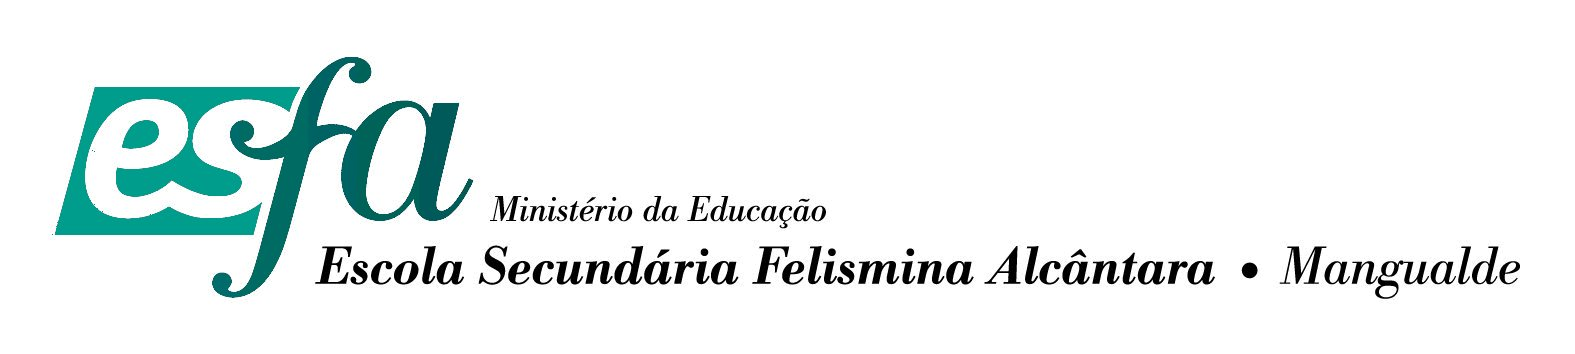 esfa
Ministério da Educação
Escola Secundária Felismina Alcântara • Mangualde